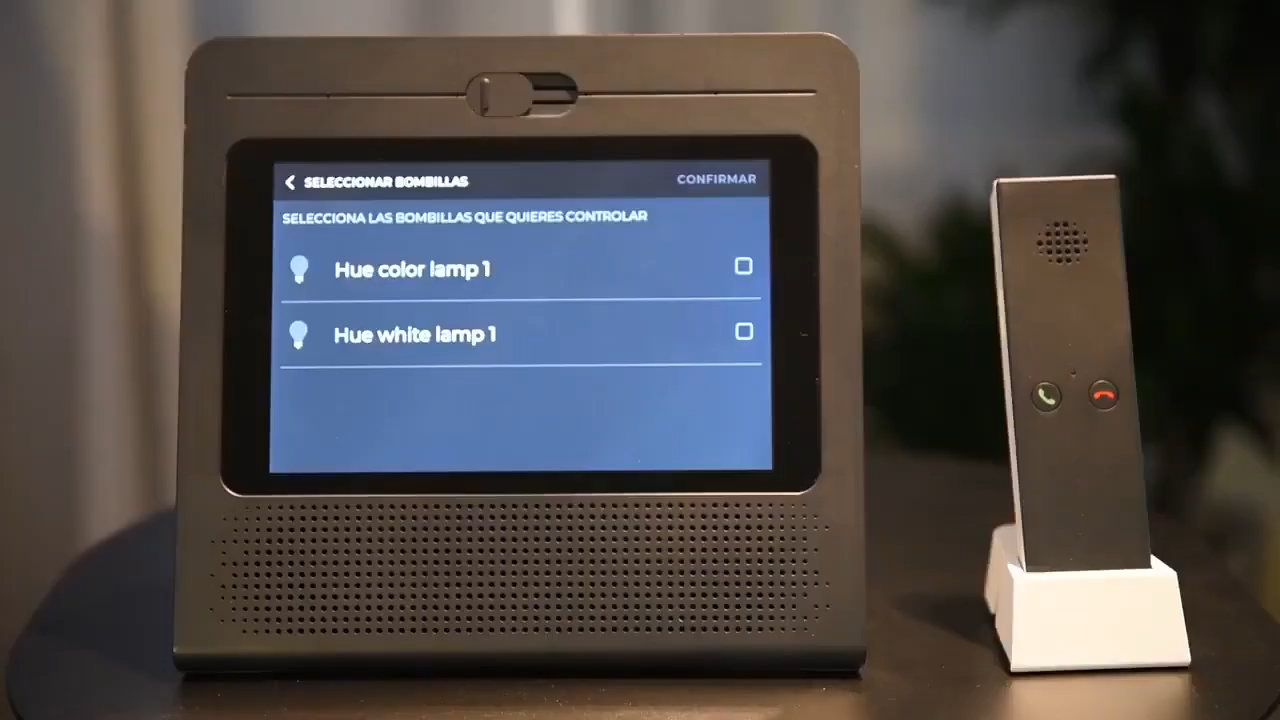 SELECCIONAR BOMBILLAS
CONFIRMAR
SELECCIONA LAS BOMBILLAS QUE QUIERES CONTROLAR
Hue color lamp 1
Hue white lamp 1